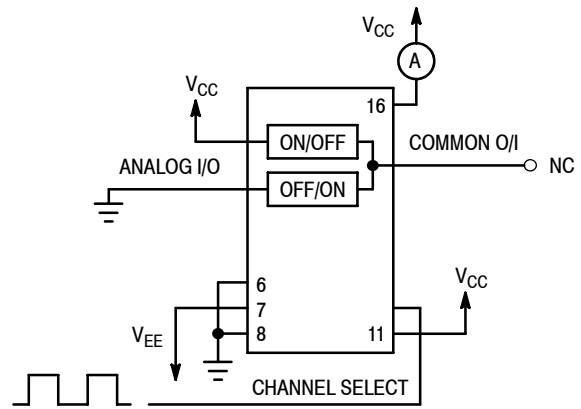 VCC
A
VCC
16
ON/OFF
COMMON O/I
NC
ANALOG I/O
OFF/ON
6
VCC
7
VEE
8
11
CHANNEL SELECT